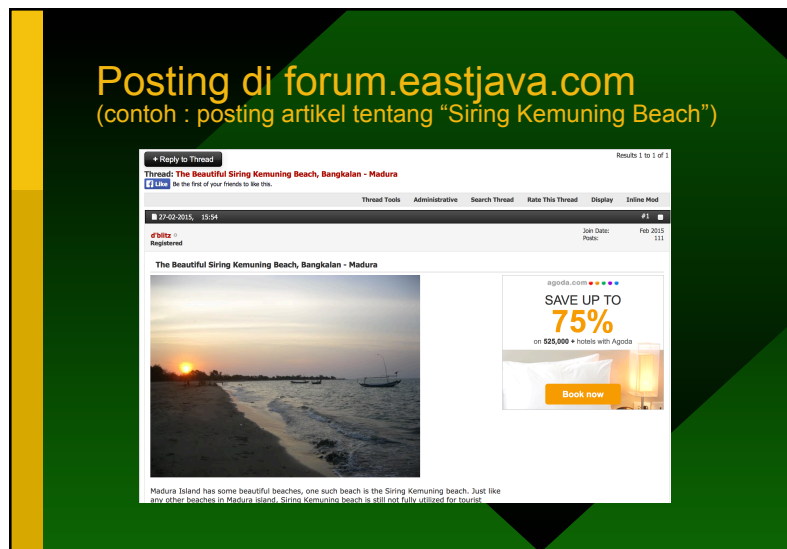 Posting di forum.eastjava.com
(contoh : posting artikel tentang “Siring Kemuning Beach”)
+ Reply to Thread
Results 1 to 1 of 1
Thread: The Beautiful Siring Kemuning Beach, Bangkalan - Madura
Like Be the first of your friends to like this.
Thread Tools Administrative Search Thread Rate This Thread Display Inline Mod
27-02-2015, 15:54 #1
d'blitz Join Date: Feb 2015
Registered Posts: 111
The Beautiful Siring Kemuning Beach, Bangkalan - Madura
agoda.com
SAVE UP TO
75%
on 525,000 + hotels with Agoda
Book now
Madura Island has some beautiful beaches, one such beach is the Siring Kemuning beach. Just like
any other beaches in Madura island, Siring Kemuning beach is still not fully utilized for tourist